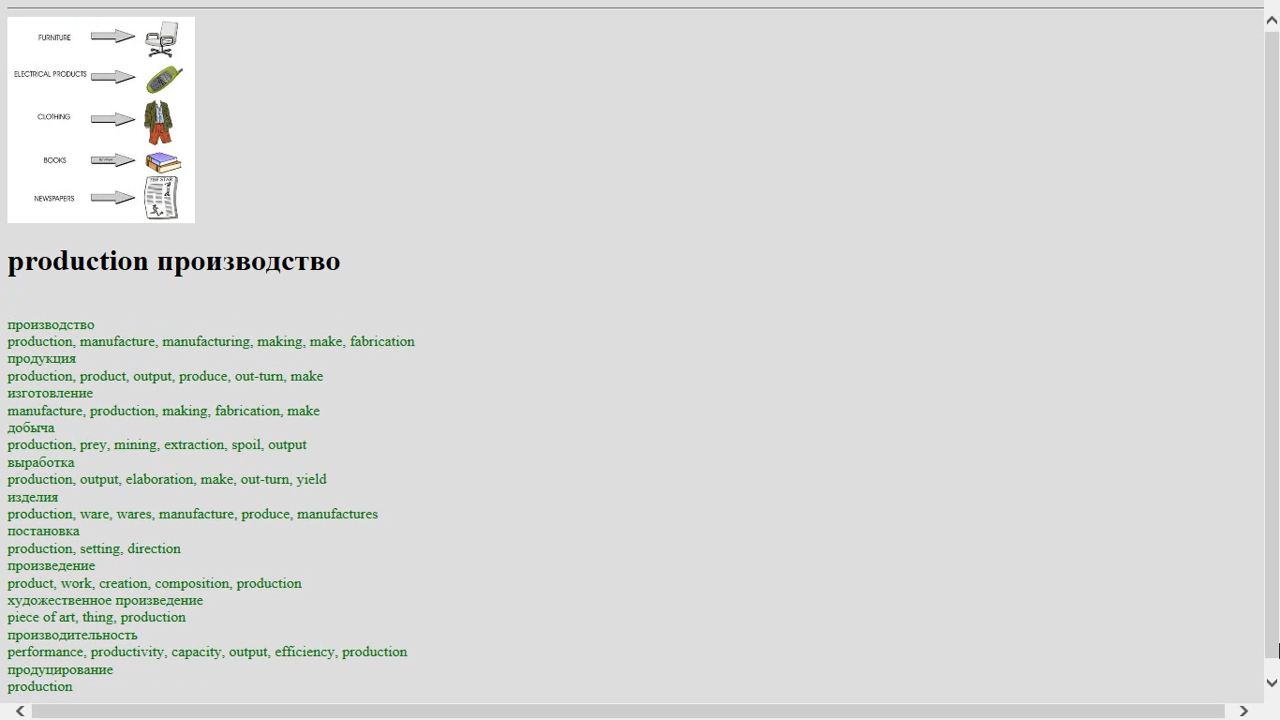 FURNITURE
ELECTRICAL PRODUCTS
CLOTHING
BOOKS
NEWSPAPERS
THE STAR
production производство
производство
production, manufacture, manufacturing, making, make, fabrication
продукция
production, product, output, produce, out-turn, make
изготовление
manufacture, production, making, fabrication, make
добыча
production, prey, mining, extraction, spoil, output
выработка
production, output, elaboration, make, out-turn, yield
изделия
production, ware, wares, manufacture, produce, manufactures
постановка
production, setting, direction
произведение
product, work, creation, composition, production
художественное произведение
piece of art, thing, production
производительность
performance, productivity, capacity, output, efficiency, production
продуцирование
production